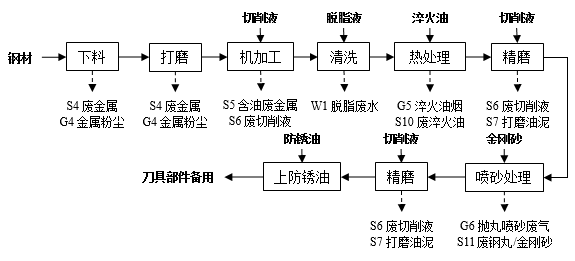 切削液 脱脂液 淬火油 切削液
钢材 下料 打磨 机加工 清洗 热处理 精磨
S4 废金属 S4 废金属 S5 含油废金属 W1 脱脂废水 G5 淬火油烟 S6 废切削液
G4 金属粉尘 G4 金属粉尘 S6 废切削液 S10 废淬火油 S7 打磨油泥
防锈油 切削液 金刚砂
刀具部件备用 上防锈油 精磨 喷砂处理
S6 废切削液 G6 抛丸喷砂废气
S7 打磨油泥 S11 废钢丸/金刚砂